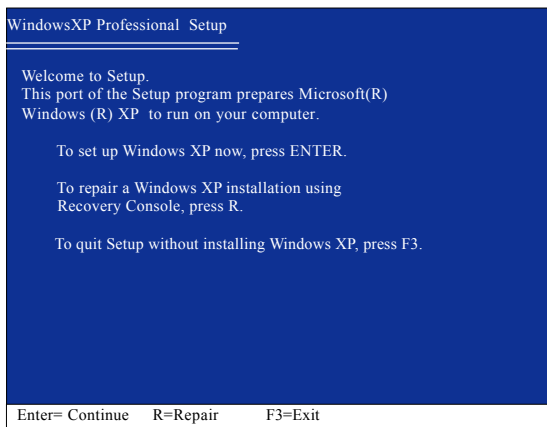 WindowsXP Professional Setup
Welcome to Setup.
This port of the Setup program prepares Microsoft(R)
Windows (R) XP to run on your computer.
To set up Windows XP now, press ENTER.
To repair a Windows XP installation using
Recovery Console, press R.
To quit Setup without installing Windows XP, press F3.
Enter= Continue R=Repair F3=Exit